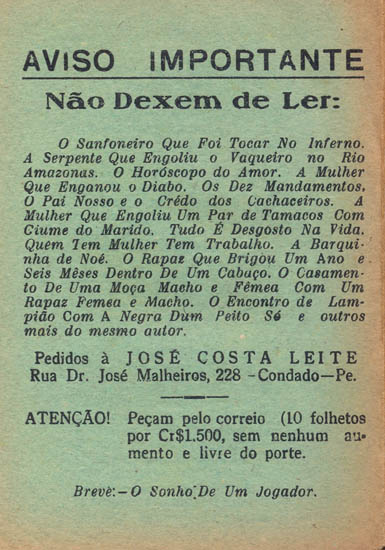 AVISO IMPORTANTE
Não Dexem de Ler:
O Sanfoneiro Que Foi Tocar No Inferno.
A Serpente Que Engoliu o Vaqueiro no Rio
Amazonas. O Horóscopo do Amor. A Mulher
Que Enganou o Diabo. Os Dez Mandamentos.
O Pai Nosso e o Crédo dos Cachaceiros. A
Mulher Que Engoliu Um Par de Tamacos Com
Ciume do Marido. Tudo É Desgosto Na Vida.
Quem Tem Mulher Tem Trabalho. A Barqui-
nha de Noé. O Rapaz Que Brigou Um Ano e
Seis Mêses Dentro De Um Cabaço. O Casamen-
to De Uma Moça Macho e Fêmea Com Um
Rapaz Femea e Macho. O Encontro de Lam-
pião Com A Negra Dum Peito Só e outros
mais do mesmo autor.
Pedidos à JOSÉ COSTA LEITE
Rua Dr. José Malheiros, 228 -Condado—Pe.
ATENÇÃO! Peçam pelo correio (10 folhetos
por Cr$1.500, sem nenhum au-
mento e livre do porte.
Brevè:-O Sonho De Um Jogador.